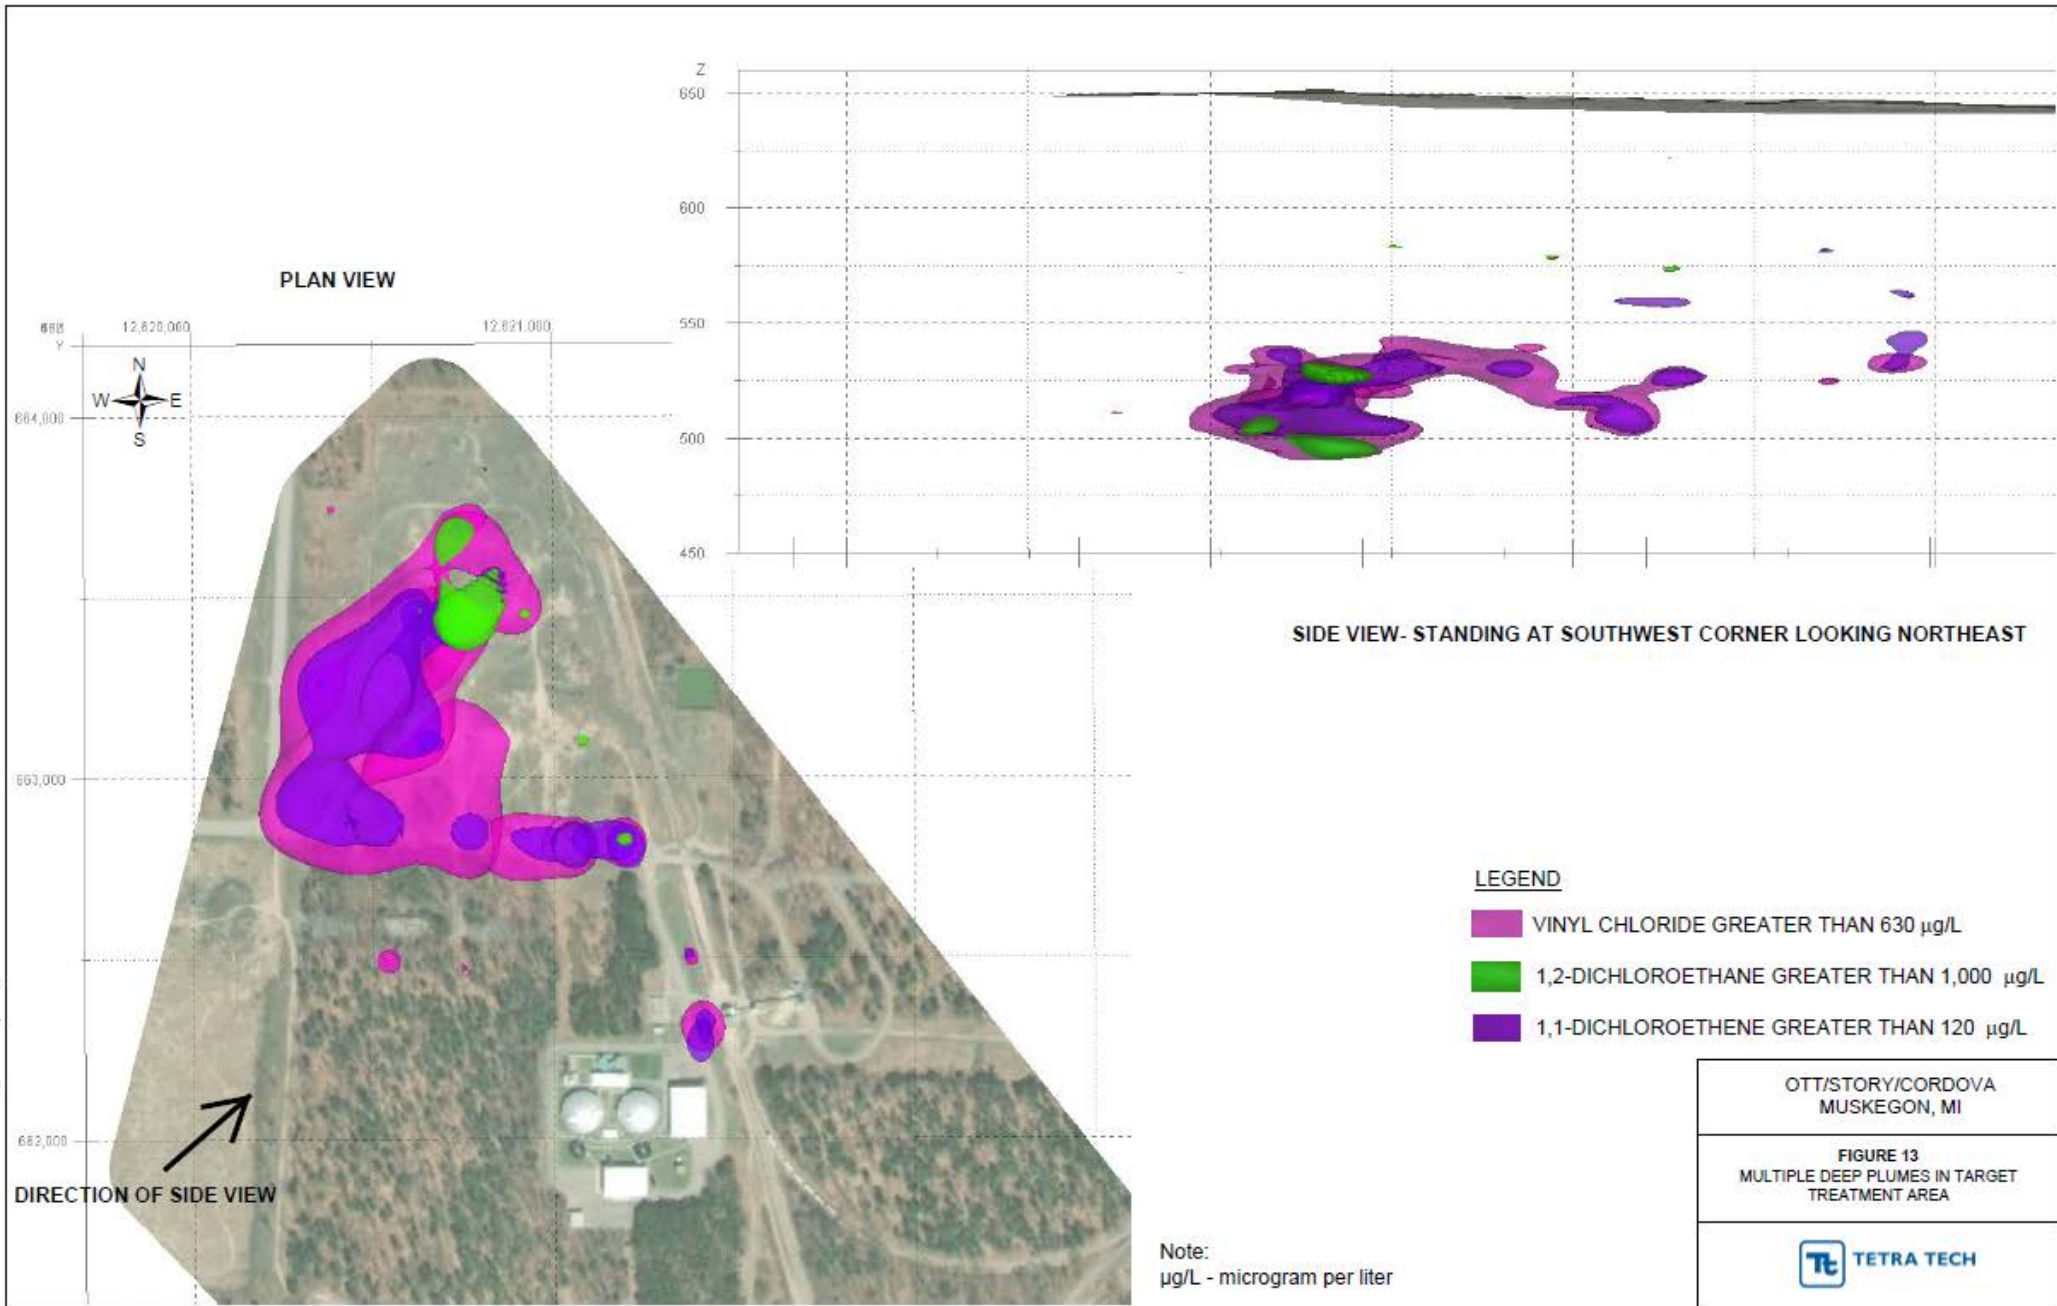 PLAN VIEW
12,620,000
12,621,000
Y
N
W
E
S
664,000
663,000
662,000
DIRECTION OF SIDE VIEW
Z
650
600
550
500
450
SIDE VIEW- STANDING AT SOUTHWEST CORNER LOOKING NORTHEAST
LEGEND
VINYL CHLORIDE GREATER THAN 630 µg/L
1,2-DICHLOROETHANE GREATER THAN 1,000 µg/L
1,1-DICHLOROETHENE GREATER THAN 120 µg/L
OTT/STORY/CORDOVA
MUSKEGON, MI
FIGURE 13
MULTIPLE DEEP PLUMES IN TARGET
TREATMENT AREA
Tt TETRA TECH
Note:
µg/L - microgram per liter